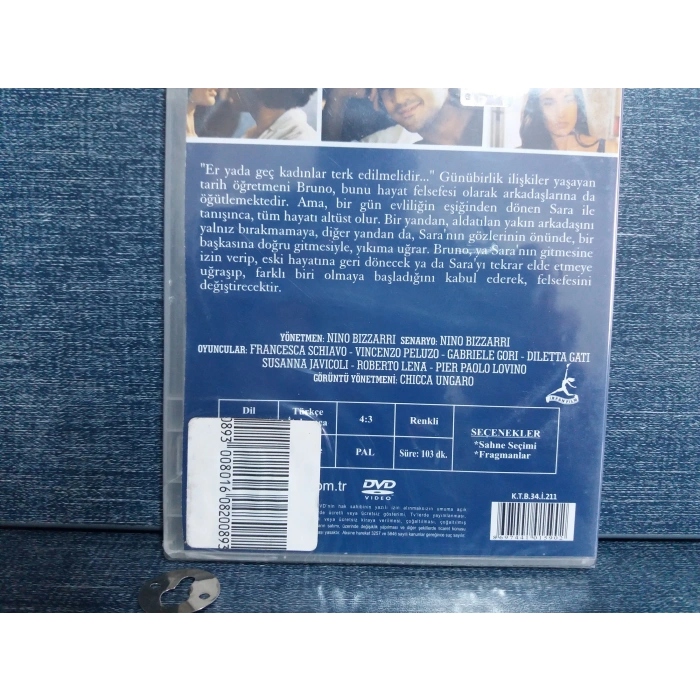 "Er yada geç kadınlar terk edilmelidir..." Günübirlik ilişkiler yaşayan
tarih öğretmeni Bruno, bunu hayat felsefesi olarak arkadaşlarına da
öğütlemektedir. Ama, bir gün evliliğin eşiğinden dönen Sara ile
tanışınca, tüm hayatı altüst olur. Bir yandan, aldatılan yakın arkadaşını
yalnız bırakmamaya, diğer yandan da, Sara'nın gözlerinin önünde, bir
başkasına doğru gitmesiyle, yıkıma uğrar. Bruno, ya Sara'nın gitmesine
izin verip, eski hayatına geri dönecek ya da Sara'yı tekrar elde etmeye
uğraşıp, farklı biri olmaya başladığını kabul ederek, felsefesini
değiştirecektir.
YÖNETMEN: NINO BIZZARRI SENARYO: NINO BIZZARRI
OYUNCULAR: FRANCESCA SCHIAVO - VINCENZO PELUZO - GABRIELE GORI - DILETTA GATI
SUSANNA JAVICOLI - ROBERTO LENA - PIER PAOLO LOVINO
GÖRÜNTÜ YÖNETMENİ: CHICCA UNGARO
Dil Türkçe 4:3 Renkli
PAL Süre: 103 dk.
SEÇENEKLER
*Sahne Seçimi
*Fragmanlar
0893 008016 08200893
om.tr
DVD
VIDEO
K.T.B.34.İ.211